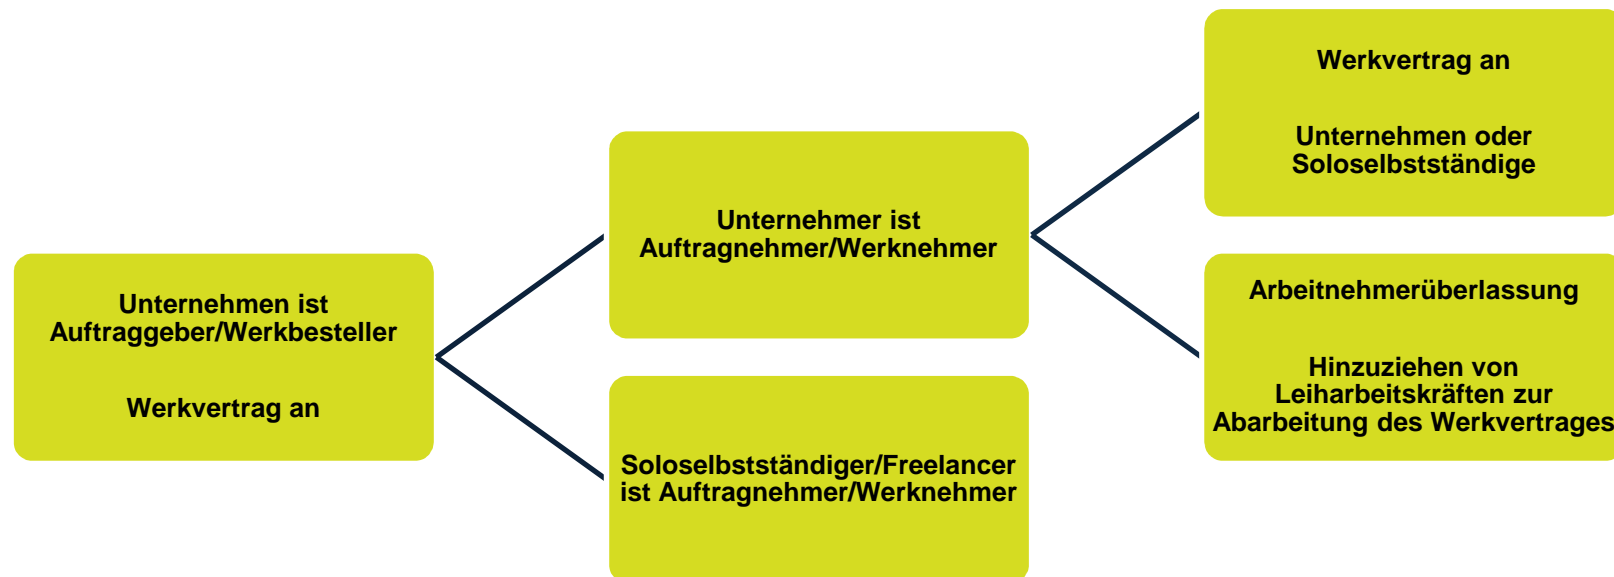 Unternehmen ist
Auftraggeber/Werkbesteller
Werkvertrag an
Unternehmer ist
Auftragnehmer/Werknehmer
Soloselbstständiger/Freelancer
ist Auftragnehmer/Werknehmer
Werkvertrag an
Unternehmen oder
Soloselbstständige
Arbeitnehmerüberlassung
Hinzuziehen von
Leiharbeitskräften zur
Abarbeitung des Werkvertrages